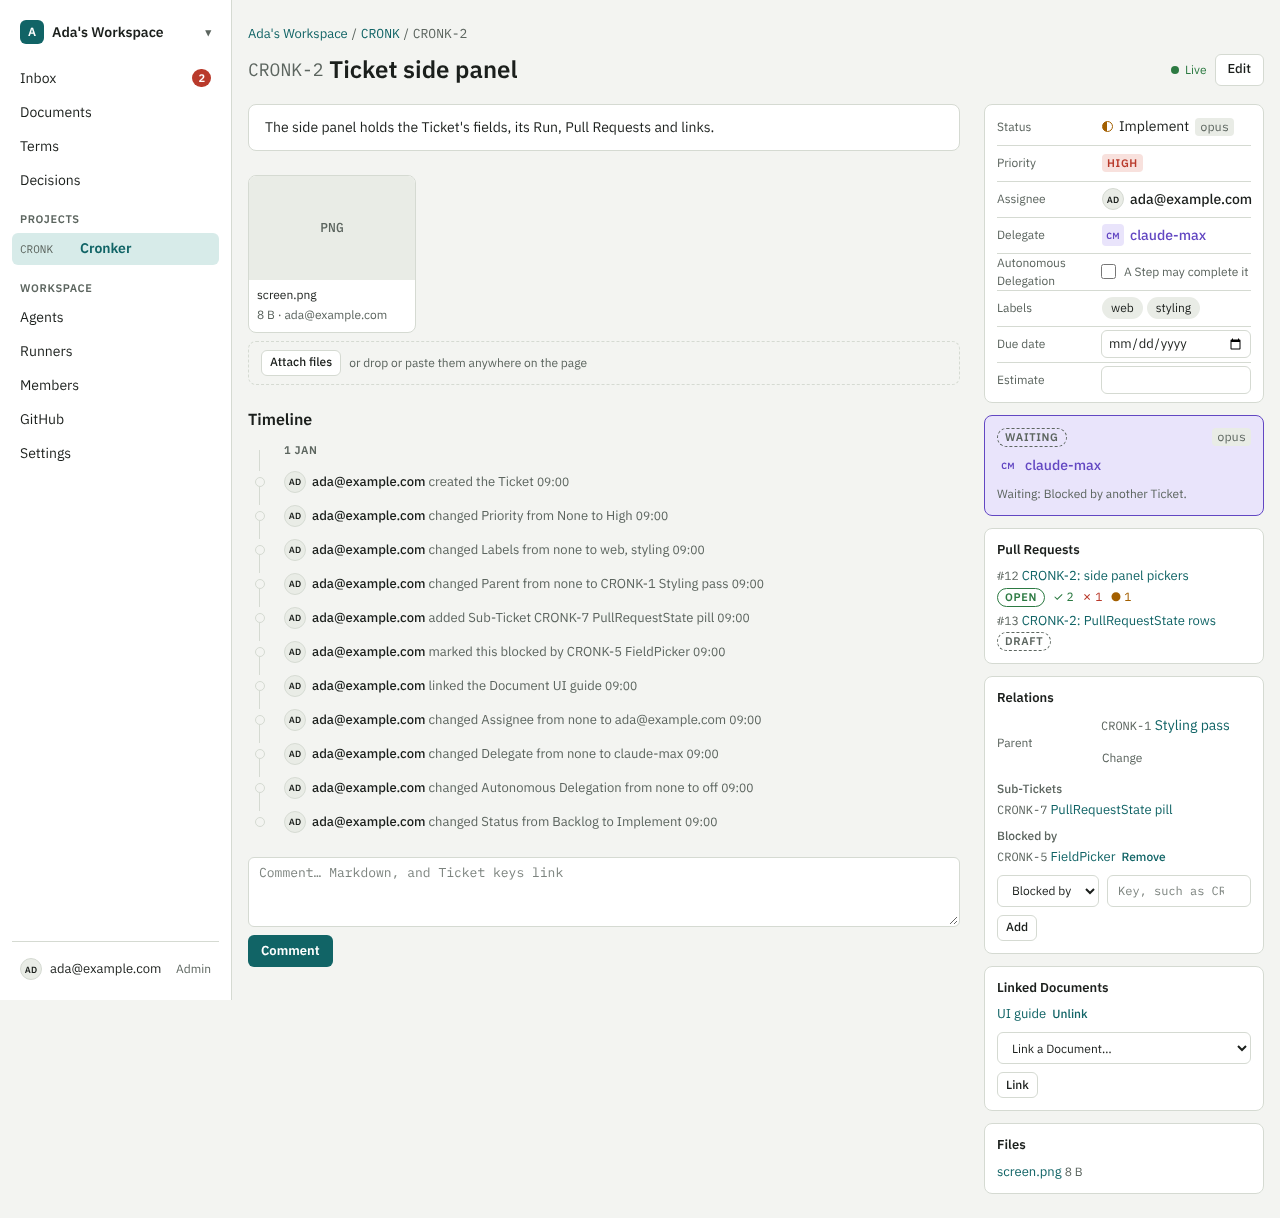 A Ada's Workspace ▾
Inbox 2
Documents
Terms
Decisions
PROJECTS
CRONK Cronker
WORKSPACE
Agents
Runners
Members
GitHub
Settings
AD ada@example.com Admin
Ada's Workspace / CRONK / CRONK-2
CRONK-2 Ticket side panel
Live Edit
The side panel holds the Ticket's fields, its Run, Pull Requests and links.
PNG
screen.png
8 B · ada@example.com
Attach files or drop or paste them anywhere on the page
Timeline
1 JAN
AD ada@example.com created the Ticket 09:00
AD ada@example.com changed Priority from None to High 09:00
AD ada@example.com changed Labels from none to web, styling 09:00
AD ada@example.com changed Parent from none to CRONK-1 Styling pass 09:00
AD ada@example.com added Sub-Ticket CRONK-7 PullRequestState pill 09:00
AD ada@example.com marked this blocked by CRONK-5 FieldPicker 09:00
AD ada@example.com linked the Document UI guide 09:00
AD ada@example.com changed Assignee from none to ada@example.com 09:00
AD ada@example.com changed Delegate from none to claude-max 09:00
AD ada@example.com changed Autonomous Delegation from none to off 09:00
AD ada@example.com changed Status from Backlog to Implement 09:00
Comment… Markdown, and Ticket keys link
Comment
Status Implement opus
Priority HIGH
Assignee AD ada@example.com
Delegate CM claude-max
Autonomous Delegation A Step may complete it
Labels web styling
Due date mm/dd/yyyy
Estimate
WAITING opus
CM claude-max
Waiting: Blocked by another Ticket.
Pull Requests
#12 CRONK-2: side panel pickers
OPEN ✓ 2 × 1 ● 1
#13 CRONK-2: PullRequestState rows
DRAFT
Relations
Parent CRONK-1 Styling pass
Change
Sub-Tickets
CRONK-7 PullRequestState pill
Blocked by
CRONK-5 FieldPicker Remove
Blocked by Key, such as CR
Add
Linked Documents
UI guide Unlink
Link a Document…
Link
Files
screen.png 8 B